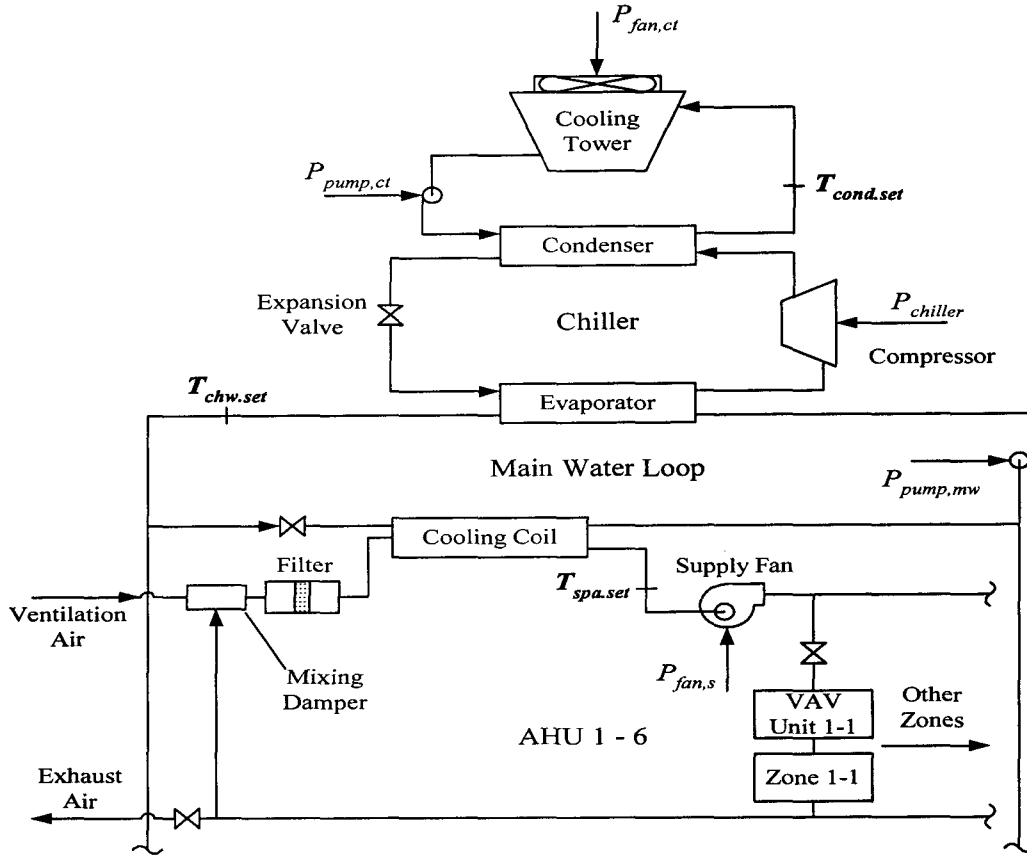 P_fan,ct
Cooling
Tower
P_pump,ct
T_cond.set
Condenser
Expansion
Valve
Chiller
P_chiller
Compressor
T_chw.set
Evaporator
Main Water Loop
P_pump,mw
Cooling Coil
Filter
T_spa.set
Supply Fan
Ventilation
Air
Mixing
Damper
P_fan,s
VAV
Unit 1-1
Other
Zones
AHU 1 - 6
Zone 1-1
Exhaust
Air